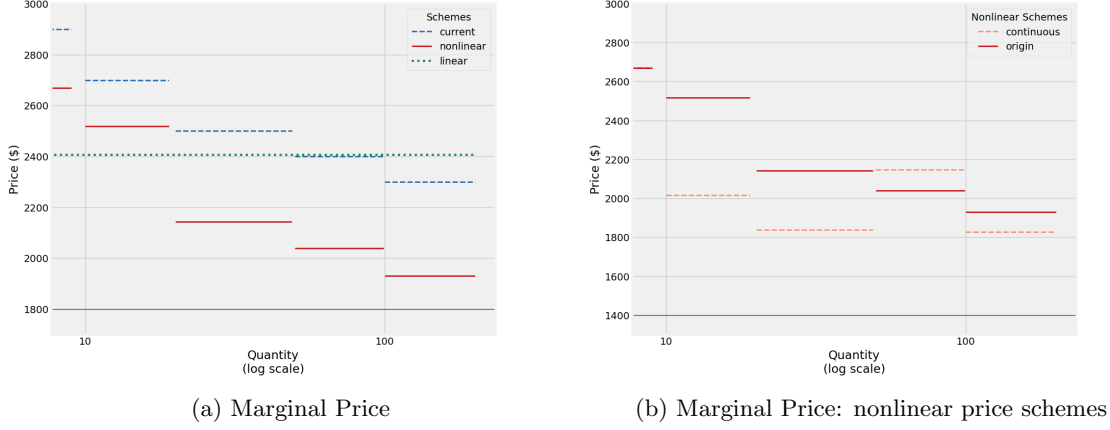 3000
2800
2600
2400
2200
2000
1800
Price ($)
10
100
Quantity
(log scale)
Schemes
current
nonlinear
linear
(a) Marginal Price
3000
2800
2600
2400
2200
2000
1800
1600
1400
Price ($)
10
100
Quantity
(log scale)
Nonlinear Schemes
continuous
origin
(b) Marginal Price: nonlinear price schemes